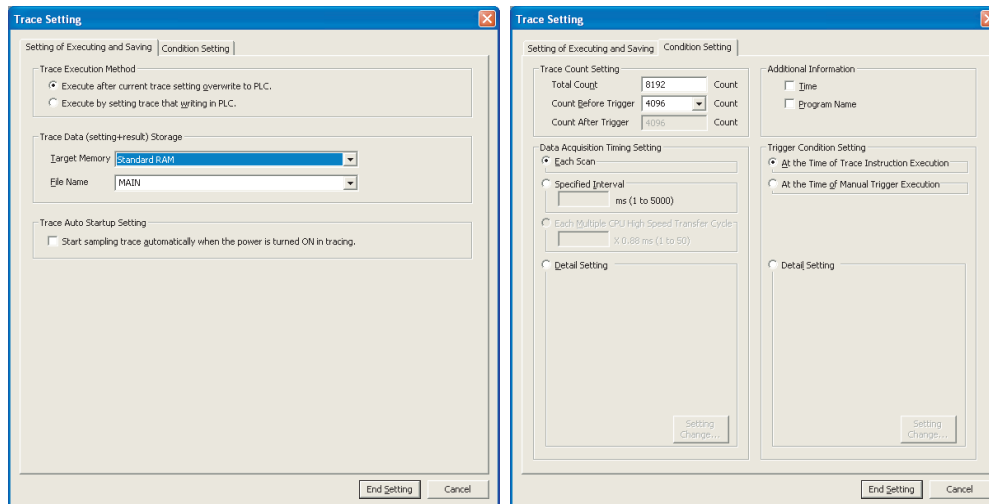 Trace Setting
Setting of Executing and Saving
Condition Setting
Trace Execution Method
Execute after current trace setting overwrite to PLC.
Execute by setting trace that writing in PLC.
Trace Data (setting+result) Storage
Target Memory Standard RAM
File Name MAIN
Trace Auto Startup Setting
Start sampling trace automatically when the power is turned ON in tracing.
End Setting
Cancel
Trace Setting
Setting of Executing and Saving
Condition Setting
Trace Count Setting
Total Count 8192 Count
Count Before Trigger 4096 Count
Count After Trigger 4096 Count
Additional Information
Time
Program Name
Data Acquisition Timing Setting
Each Scan
Specified Interval
ms (1 to 5000)
Each Multiple CPU High Speed Transfer Cycle
X 0.88 ms (1 to 50)
Detail Setting
Setting Change...
Trigger Condition Setting
At the Time of Trace Instruction Execution
At the Time of Manual Trigger Execution
Detail Setting
Setting Change...
End Setting
Cancel